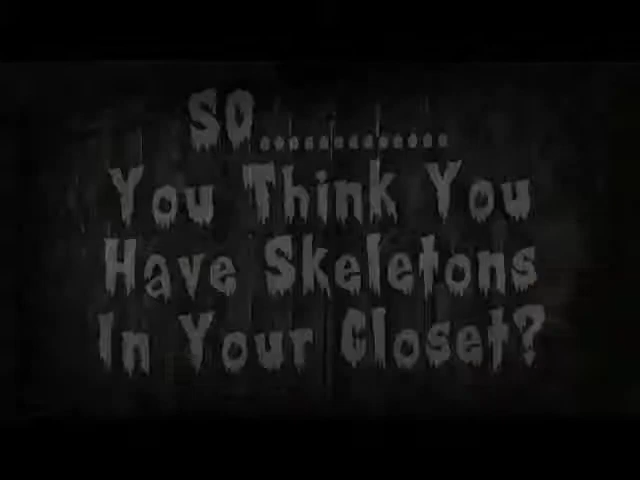 SO.............
You Think You
Have Skeletons
In Your Closet?